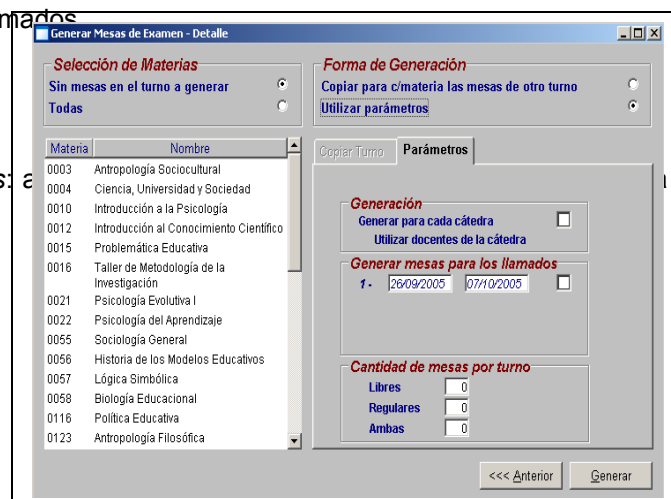 mados
Generar Mesas de Examen - Detalle
Selección de Materias
Sin mesas en el turno a generar
Todas
Forma de Generación
Copiar para c/materia las mesas de otro turno
Utilizar parámetros
Materia Nombre
0003 Antropología Sociocultural
0004 Ciencia, Universidad y Sociedad
0010 Introducción a la Psicología
0012 Introducción al Conocimiento Científico
0015 Problemática Educativa
0016 Taller de Metodología de la
Investigación
0021 Psicología Evolutiva I
0022 Psicología del Aprendizaje
0055 Sociología General
0056 Historia de los Modelos Educativos
0057 Lógica Simbólica
0058 Biología Educacional
0116 Política Educativa
0123 Antropología Filosófica
s: a
Copiar Turno Parámetros
Generación
Generar para cada cátedra
Utilizar docentes de la cátedra
Generar mesas para los llamados
1 - 26/09/2005 07/10/2005
Cantidad de mesas por turno
Libres 0
Regulares 0
Ambas 0
<<< Anterior Generar